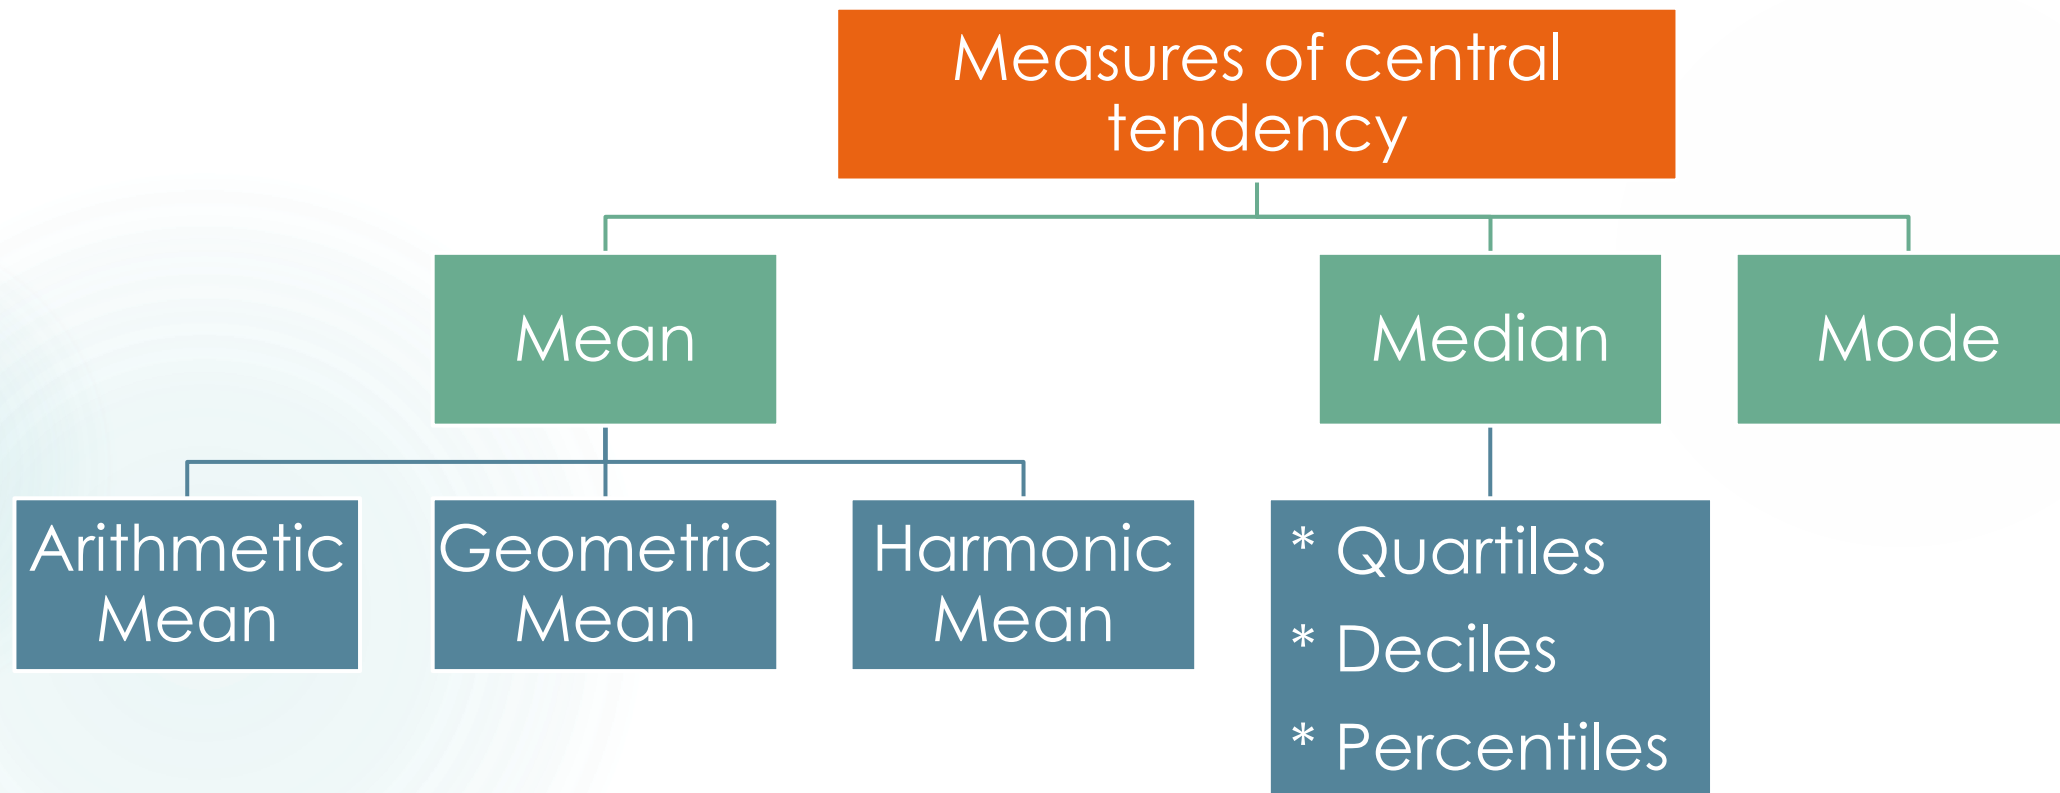 Measures of central
tendency
Mean
Median
Mode
Arithmetic
Mean
Geometric
Mean
Harmonic
Mean
* Quartiles
* Deciles
* Percentiles